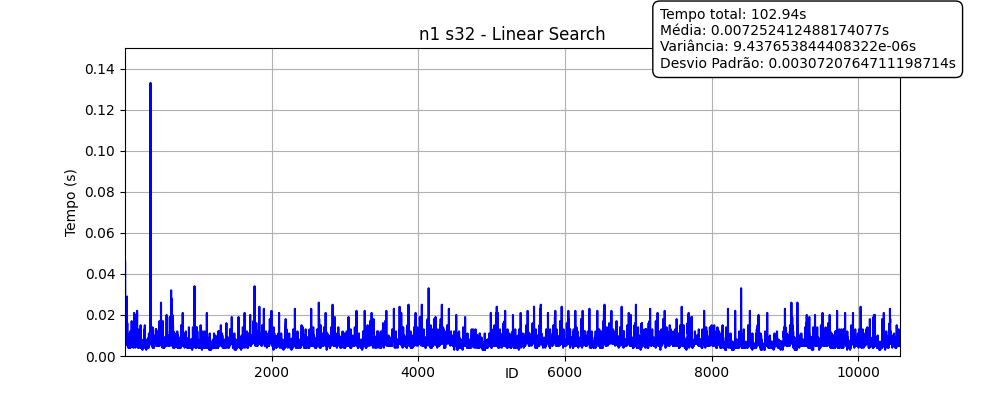 Tempo total: 102.94s
Média: 0.007252412488174077s
Variância: 9.437653844408322e-06s
Desvio Padrão: 0.0030720764711198714s
n1 s32 - Linear Search
0.14
0.12
0.10
0.08
0.06
0.04
0.02
0.00
Tempo (s)
2000
4000
6000
8000
10000
ID